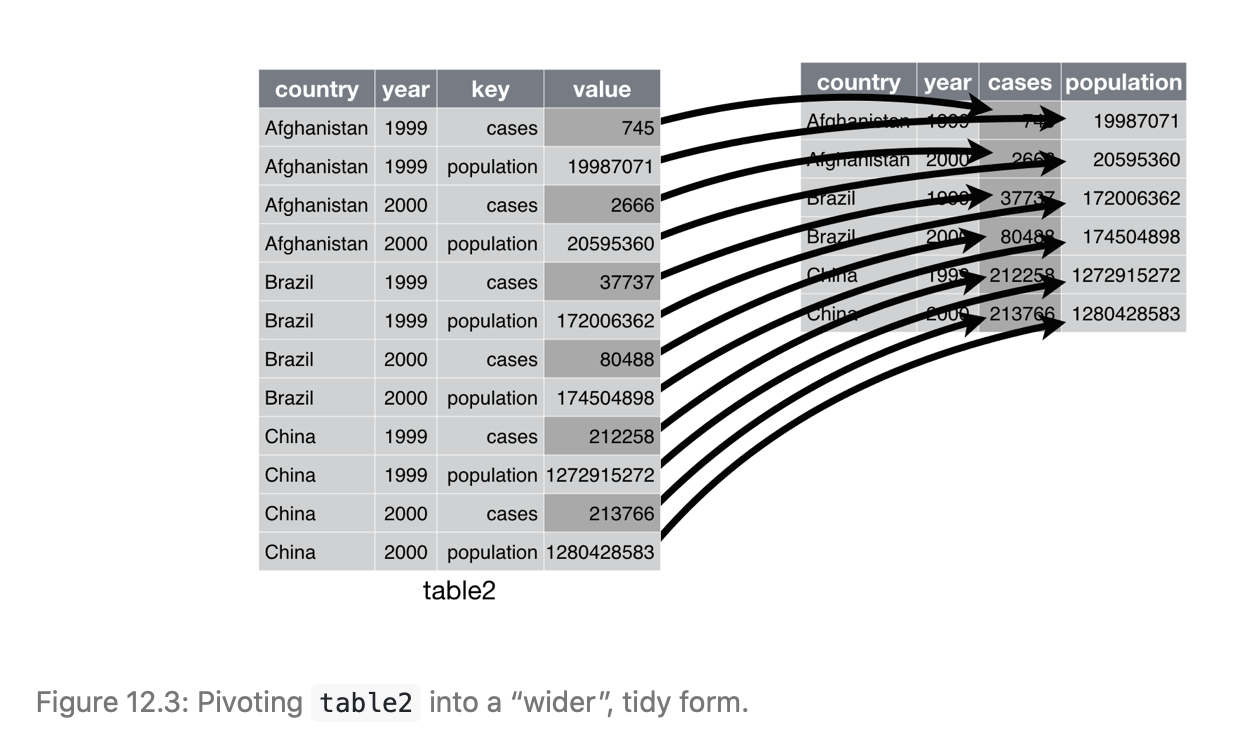 country year key value
Afghanistan 1999 cases 745
Afghanistan 1999 population 19987071
Afghanistan 2000 cases 2666
Afghanistan 2000 population 20595360
Brazil 1999 cases 37737
Brazil 1999 population 172006362
Brazil 2000 cases 80488
Brazil 2000 population 174504898
China 1999 cases 212258
China 1999 population 1272915272
China 2000 cases 213766
China 2000 population 1280428583
table2
country year cases population
Afghanistan 1999 745 19987071
Afghanistan 2000 2666 20595360
Brazil 1999 37737 172006362
Brazil 2000 80488 174504898
China 1999 212258 1272915272
China 2000 213766 1280428583
Figure 12.3: Pivoting table2 into a “wider”, tidy form.